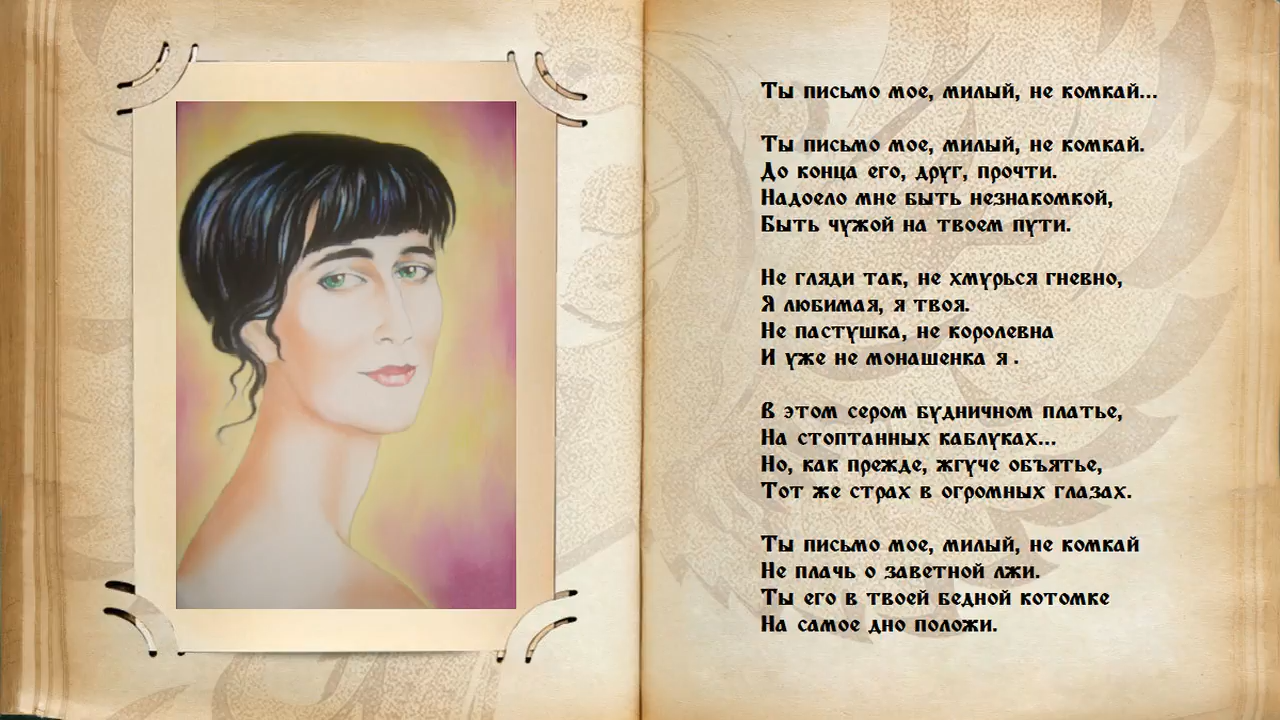 Ты письмо мое, милый, не комкай...
Ты письмо мое, милый, не комкай.
До конца его, друг, прочти.
Надоело мне быть незнакомкой,
Быть чужой на твоем пути.
Не гляди так, не хмурься гневно,
Я любимая, я твоя.
Не пастушка, не королевна
И уже не монашенка я .
В этом сером будничном платье,
На стоптанных каблуках...
Но, как прежде, жгуче объятье,
Тот же страх в огромных глазах.
Ты письмо мое, милый, не комкай
Не плачь о заветной лжи.
Ты его в твоей бедной котомке
На самое дно положи.